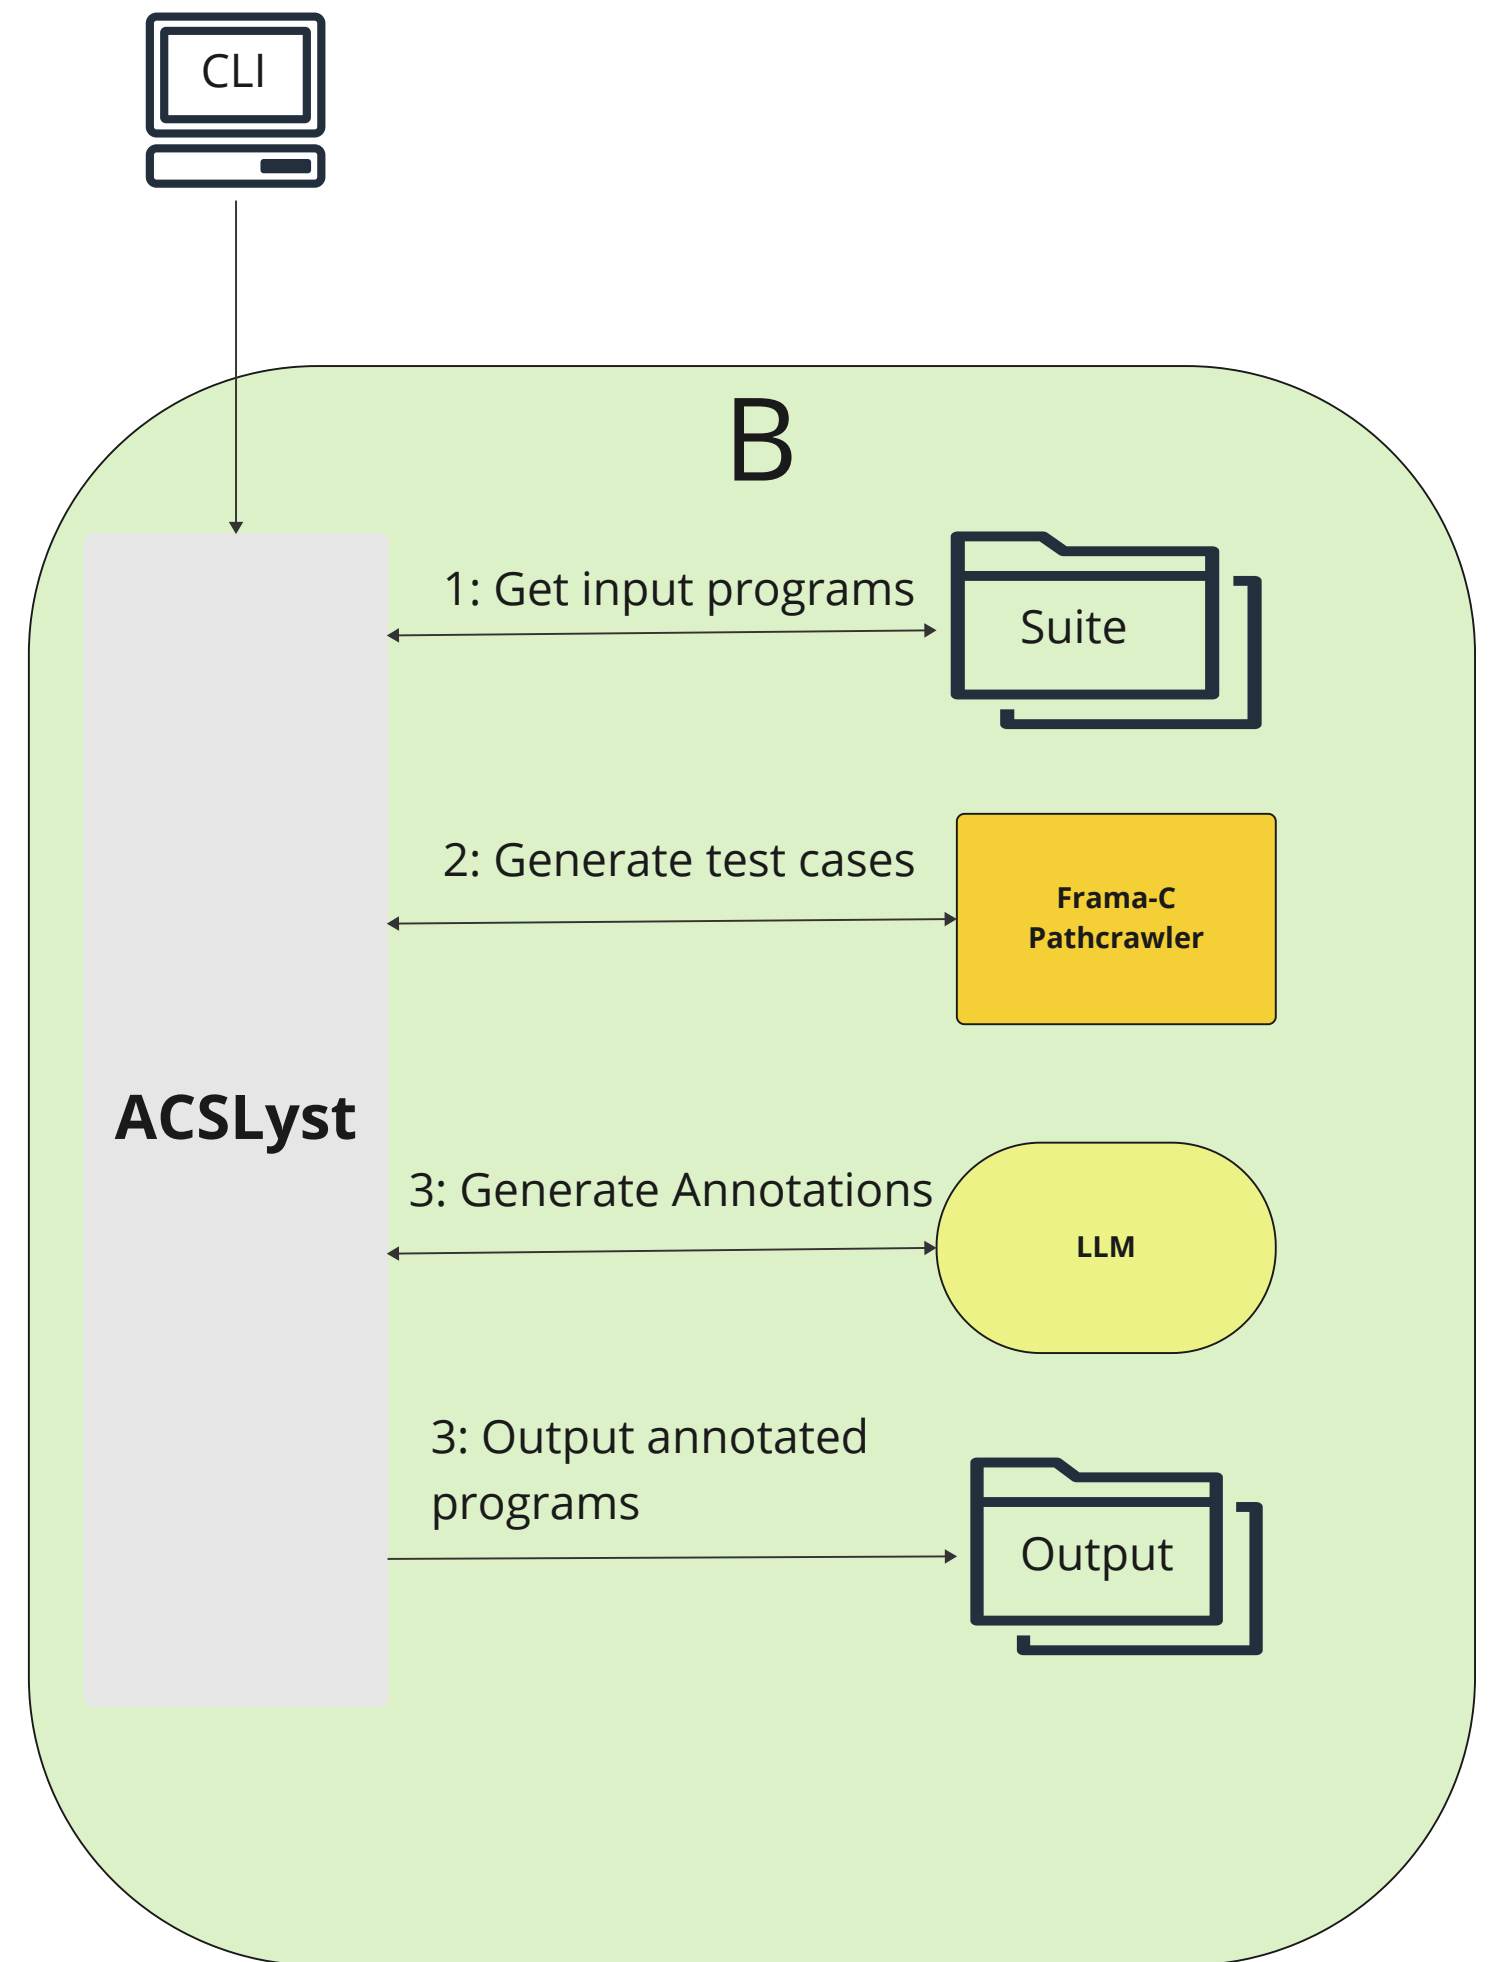 CLI
B
1: Get input programs
Suite
2: Generate test cases
Frama-C
Pathcrawler
ACSLyst
3: Generate Annotations
LLM
3: Output annotated
programs
Output